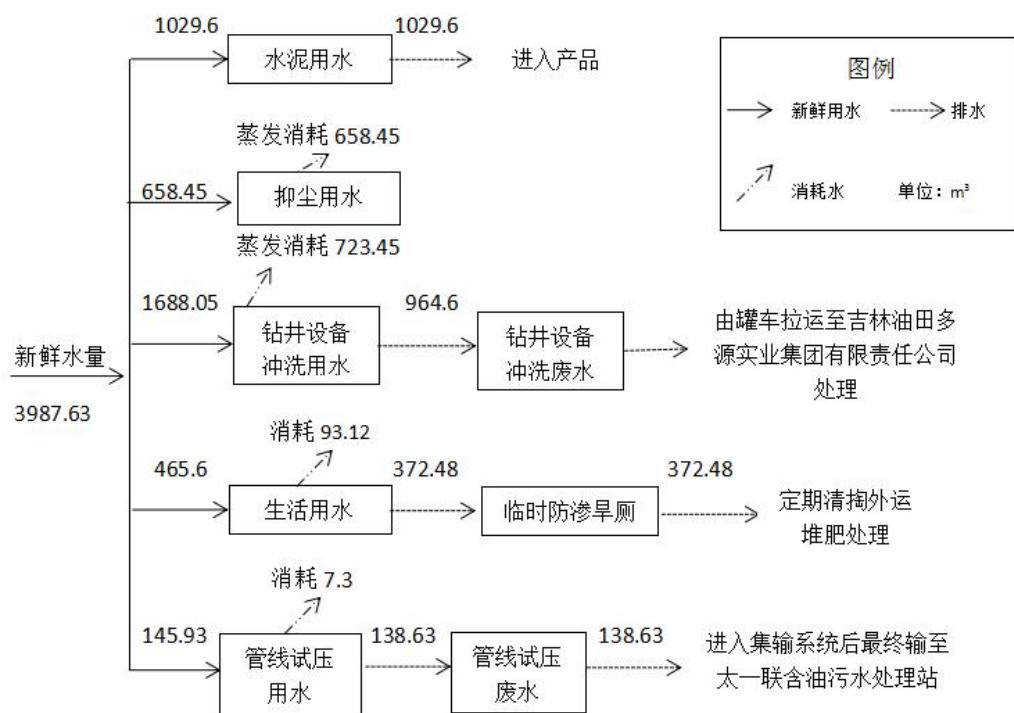 1029.6
水泥用水
1029.6
进入产品
图例
新鲜用水
排水
消耗水
单位：m³
蒸发消耗 658.45
658.45
抑尘用水
蒸发消耗 723.45
1688.05
钻井设备
冲洗用水
964.6
钻井设备
冲洗废水
由罐车拉运至吉林油田多
源实业集团有限责任公司
处理
新鲜水量
3987.63
消耗 93.12
465.6
生活用水
372.48
临时防渗旱厕
372.48
定期清掏外运
堆肥处理
消耗 7.3
145.93
管线试压
用水
138.63
管线试压
废水
138.63
进入集输系统后最终输至
太一联含油污水处理站